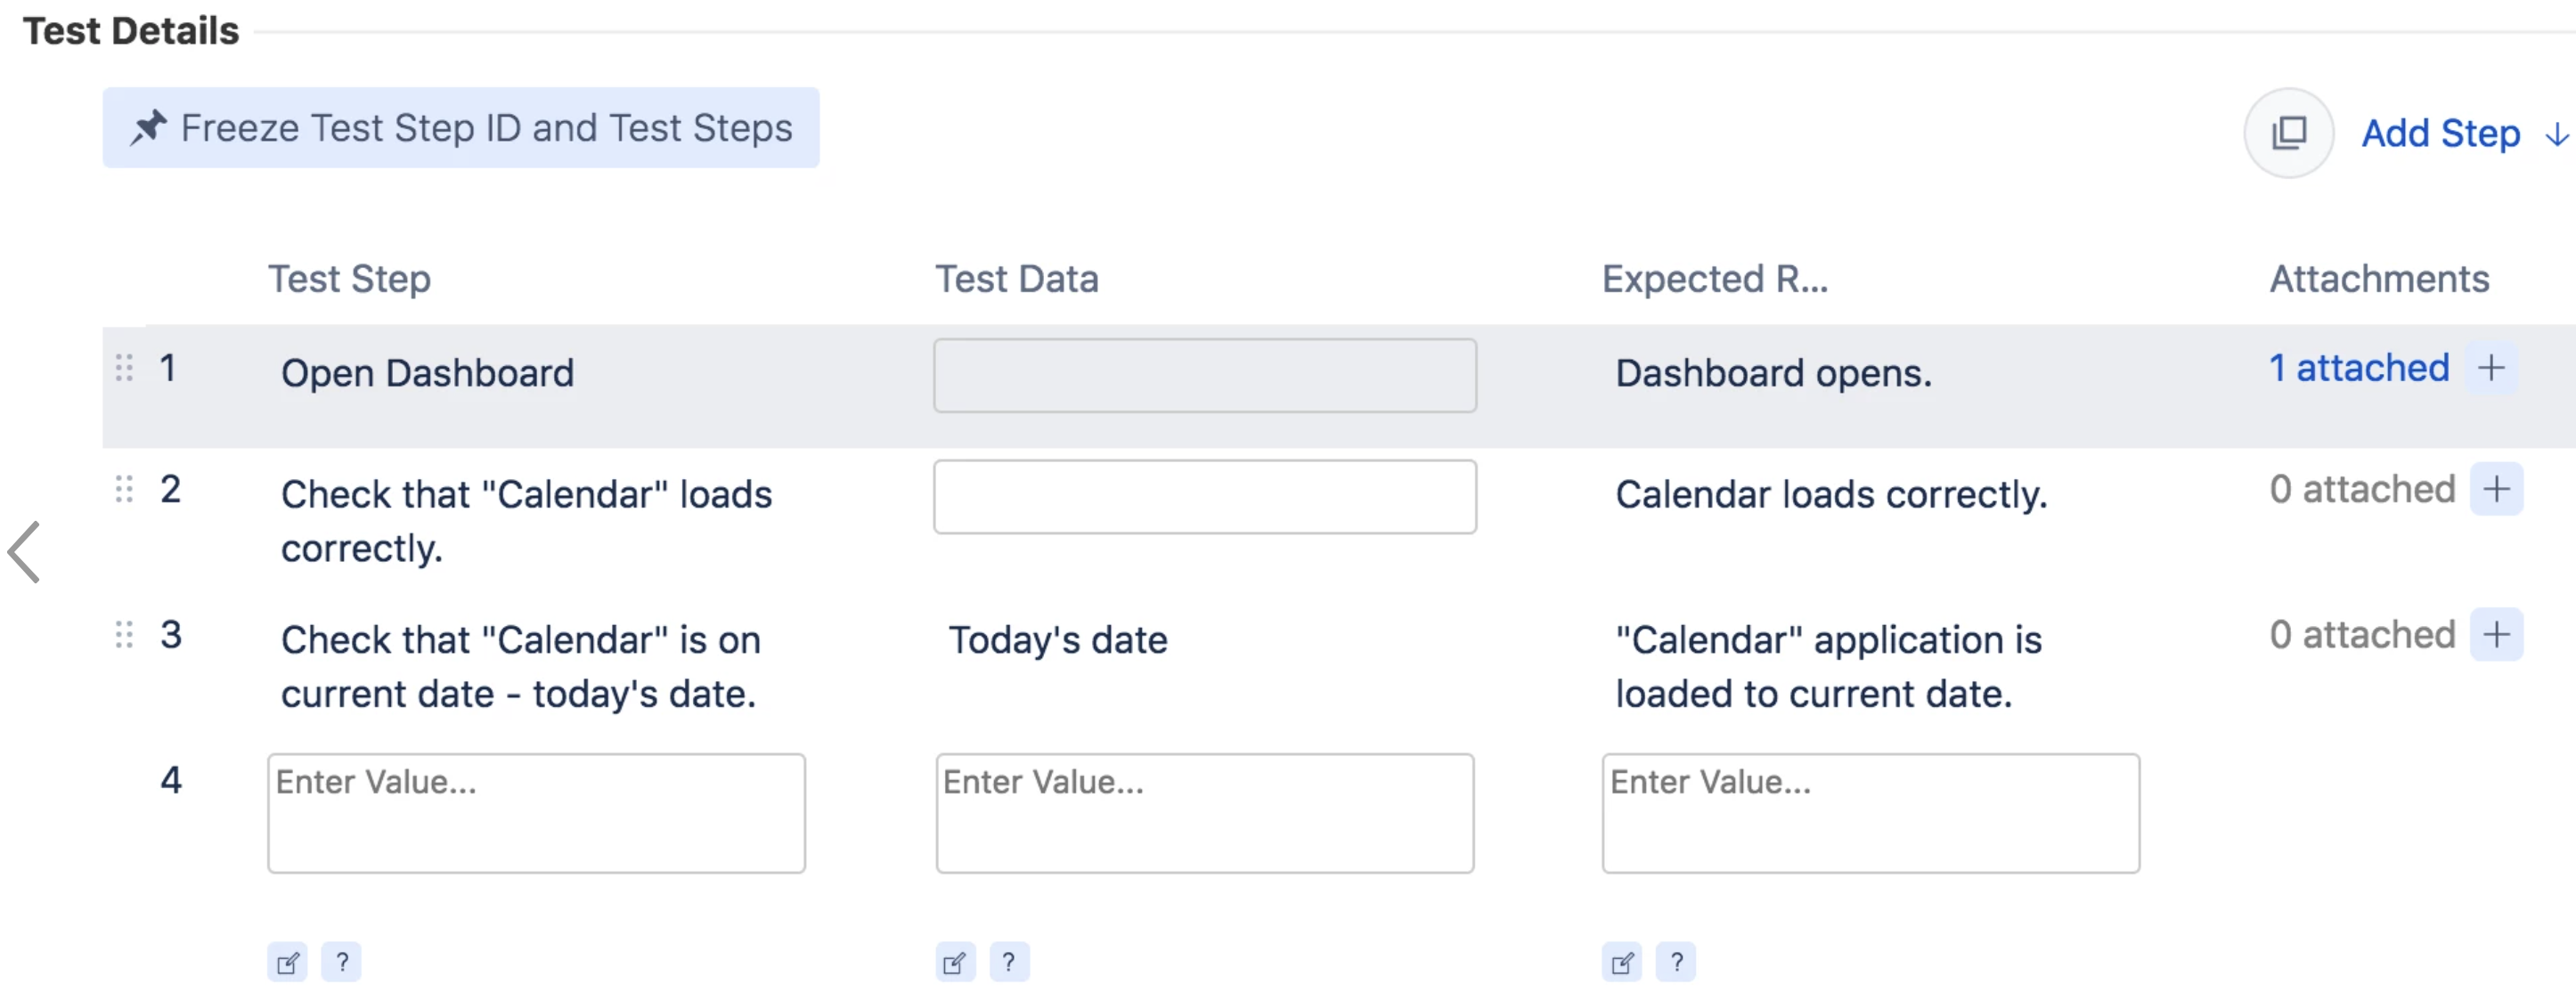 Test Details
Freeze Test Step ID and Test Steps
Add Step
Test Step Test Data Expected R... Attachments
1 Open Dashboard Dashboard opens. 1 attached +
2 Check that "Calendar" loads Calendar loads correctly. 0 attached +
correctly.
3 Check that "Calendar" is on Today's date "Calendar" application is 0 attached +
current date - today's date. loaded to current date.
4 Enter Value... Enter Value... Enter Value...
? ? ?